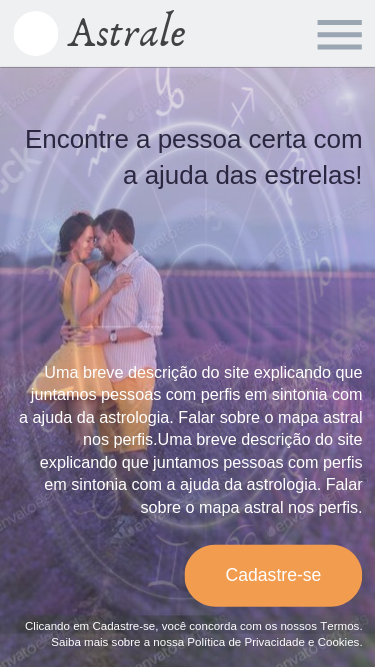 Astrale
Encontre a pessoa certa com
a ajuda das estrelas!
Uma breve descrição do site explicando que
juntamos pessoas com perfis em sintonia com
a ajuda da astrologia. Falar sobre o mapa astral
nos perfis.Uma breve descrição do site
explicando que juntamos pessoas com perfis
em sintonia com a ajuda da astrologia. Falar
sobre o mapa astral nos perfis.
Cadastre-se
Clicando em Cadastre-se, você concorda com os nossos Termos.
Saiba mais sobre a nossa Política de Privacidade e Cookies.